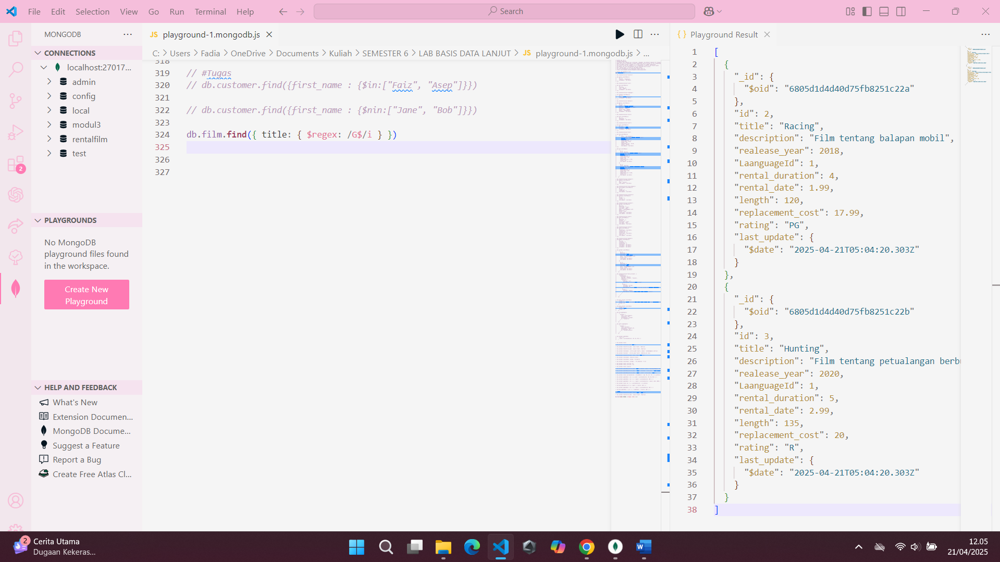 File Edit Selection View Go Run Terminal Help
Search
MONGODB
CONNECTIONS
localhost:27017...
admin
config
local
modul3
rentalfilm
test
PLAYGROUNDS
No MongoDB
playground files found
in the workspace.
Create New
Playground
HELP AND FEEDBACK
What's New
Extension Documen...
MongoDB Docume...
Suggest a Feature
Report a Bug
Create Free Atlas Cl...
2
JS playground-1.mongodb.js
C: > Users > Fadia > OneDrive > Documents > Kuliah > SEMESTER 6 > LAB BASIS DATA LANJUT > JS playground-1.mongodb.js > ...
318
319 // #Tugas
320 // db.customer.find({first_name : {$in:["Faiz", "Asep"]}})
321
322 // db.customer.find({first_name : {$nin:["Jane", "Bob"]}})
323
324 db.film.find({ title: { $regex: /G$/i } })
325
326
327
{ } Playground Result
1 [
2 {
3 "_id": {
4 "$oid": "6805d1d4d40d75fb8251c22a"
5 },
6 "id": 2,
7 "title": "Racing",
8 "description": "Film tentang balapan mobil",
9 "realease_year": 2018,
10 "LaanguageId": 1,
11 "rental_duration": 4,
12 "rental_date": 1.99,
13 "length": 120,
14 "replacement_cost": 17.99,
15 "rating": "PG",
16 "last_update": {
17 "$date": "2025-04-21T05:04:20.303Z"
18 }
19 },
20 {
21 "_id": {
22 "$oid": "6805d1d4d40d75fb8251c22b"
23 },
24 "id": 3,
25 "title": "Hunting",
26 "description": "Film tentang petualangan berbu
27 "realease_year": 2020,
28 "LaanguageId": 1,
29 "rental_duration": 5,
30 "rental_date": 2.99,
31 "length": 135,
32 "replacement_cost": 20,
33 "rating": "R",
34 "last_update": {
35 "$date": "2025-04-21T05:04:20.303Z"
36 }
37 }
38 ]
2
Cerita Utama
Dugaan Kekeras...
12.05
21/04/2025